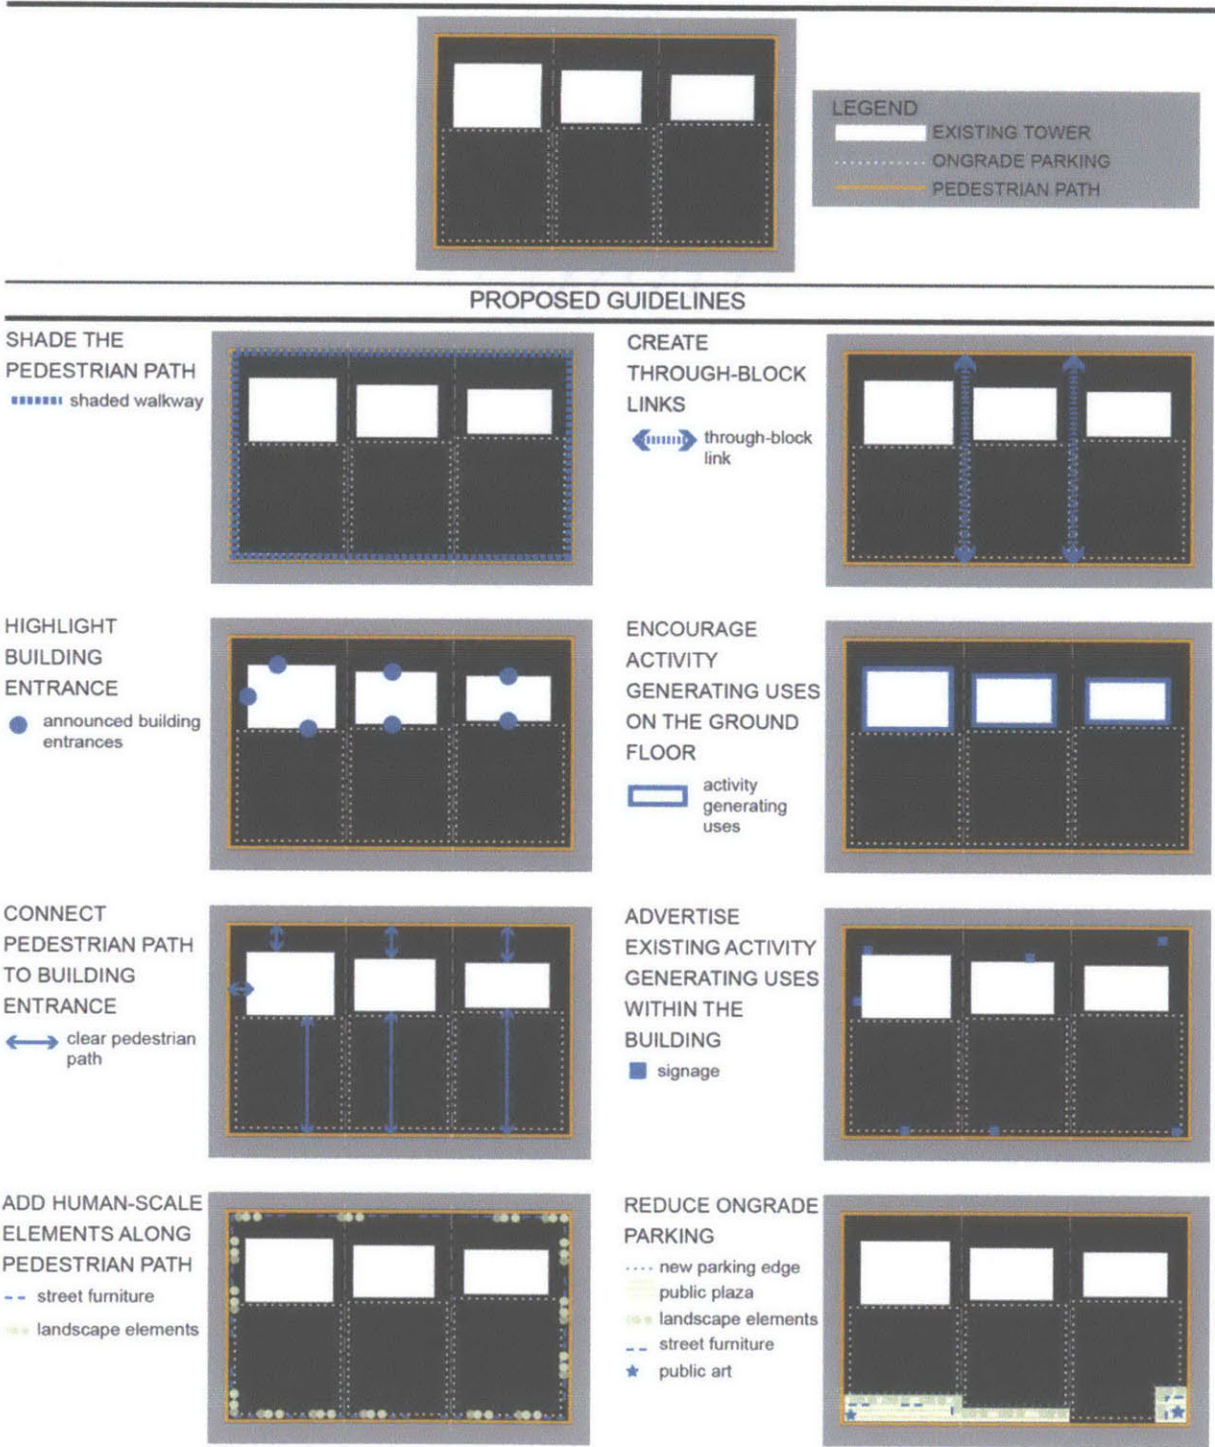 LEGEND
EXISTING TOWER
ONGRADE PARKING
PEDESTRIAN PATH
PROPOSED GUIDELINES
SHADE THE
PEDESTRIAN PATH
shaded walkway
CREATE
THROUGH-BLOCK
LINKS
through-block
link
HIGHLIGHT
BUILDING
ENTRANCE
announced building
entrances
ENCOURAGE
ACTIVITY
GENERATING USES
ON THE GROUND
FLOOR
activity
generating
uses
CONNECT
PEDESTRIAN PATH
TO BUILDING
ENTRANCE
clear pedestrian
path
ADVERTISE
EXISTING ACTIVITY
GENERATING USES
WITHIN THE
BUILDING
signage
ADD HUMAN-SCALE
ELEMENTS ALONG
PEDESTRIAN PATH
street furniture
landscape elements
REDUCE ONGRADE
PARKING
new parking edge
public plaza
landscape elements
street furniture
public art